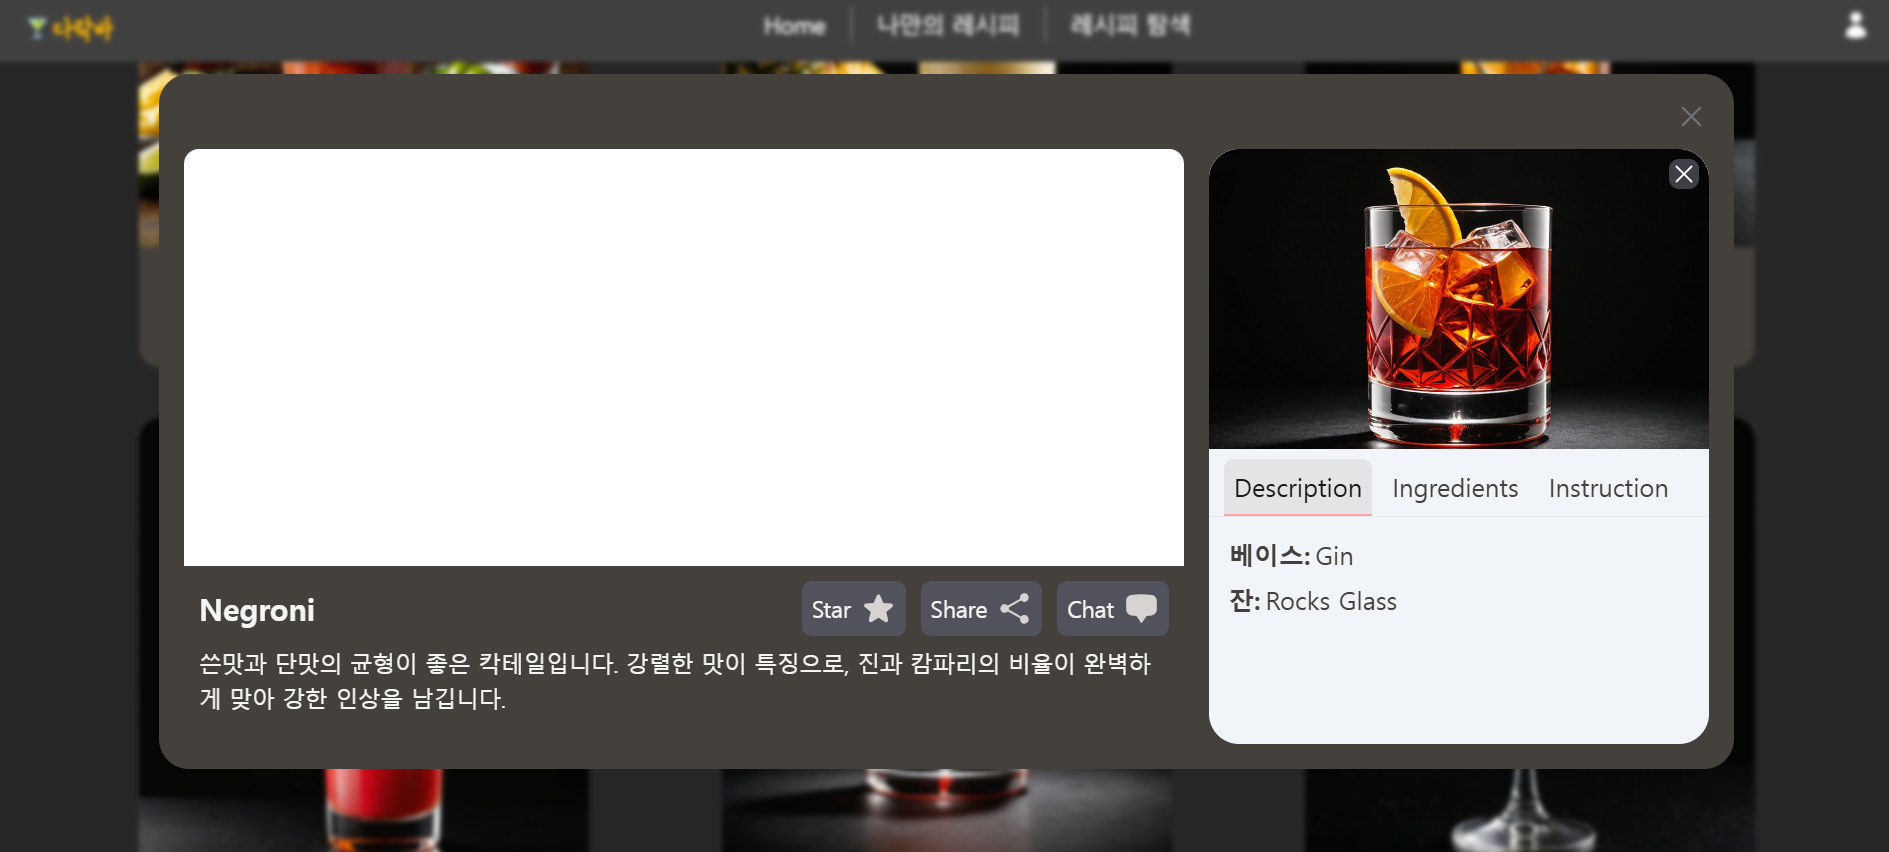 다락바
Home
나만의 레시피
레시피 탐색
Negroni
Star
Share
Chat
쓴맛과 단맛의 균형이 좋은 칵테일입니다. 강렬한 맛이 특징으로, 진과 캄파리의 비율이 완벽하
게 맞아 강한 인상을 남깁니다.
Description
Ingredients
Instruction
베이스: Gin
잔: Rocks Glass